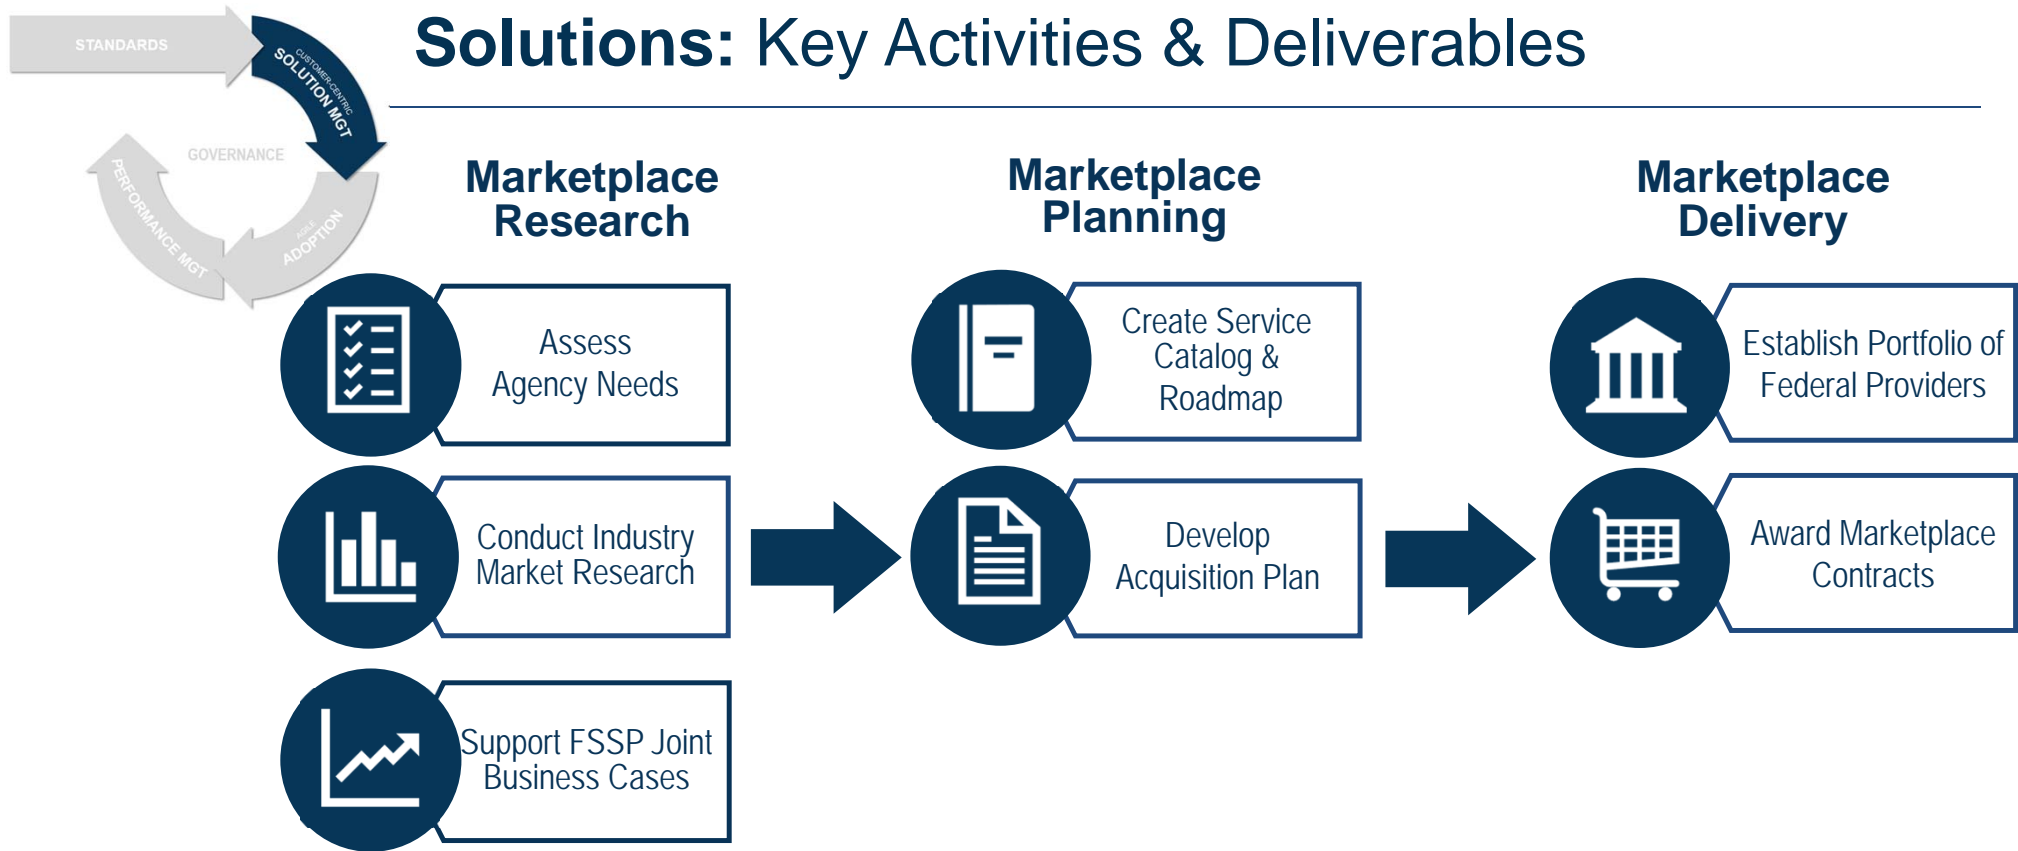 Solutions: Key Activities & Deliverables
STANDARDS
CUSTOMER-CENTRIC
SOLUTION MGT
GOVERNANCE
AGILE
ADOPTION
PERFORMANCE MGT
Marketplace
Research
Assess
Agency Needs
Conduct Industry
Market Research
Support FSSP Joint
Business Cases
Marketplace
Planning
Create Service
Catalog &
Roadmap
Develop
Acquisition Plan
Marketplace
Delivery
Establish Portfolio of
Federal Providers
Award Marketplace
Contracts